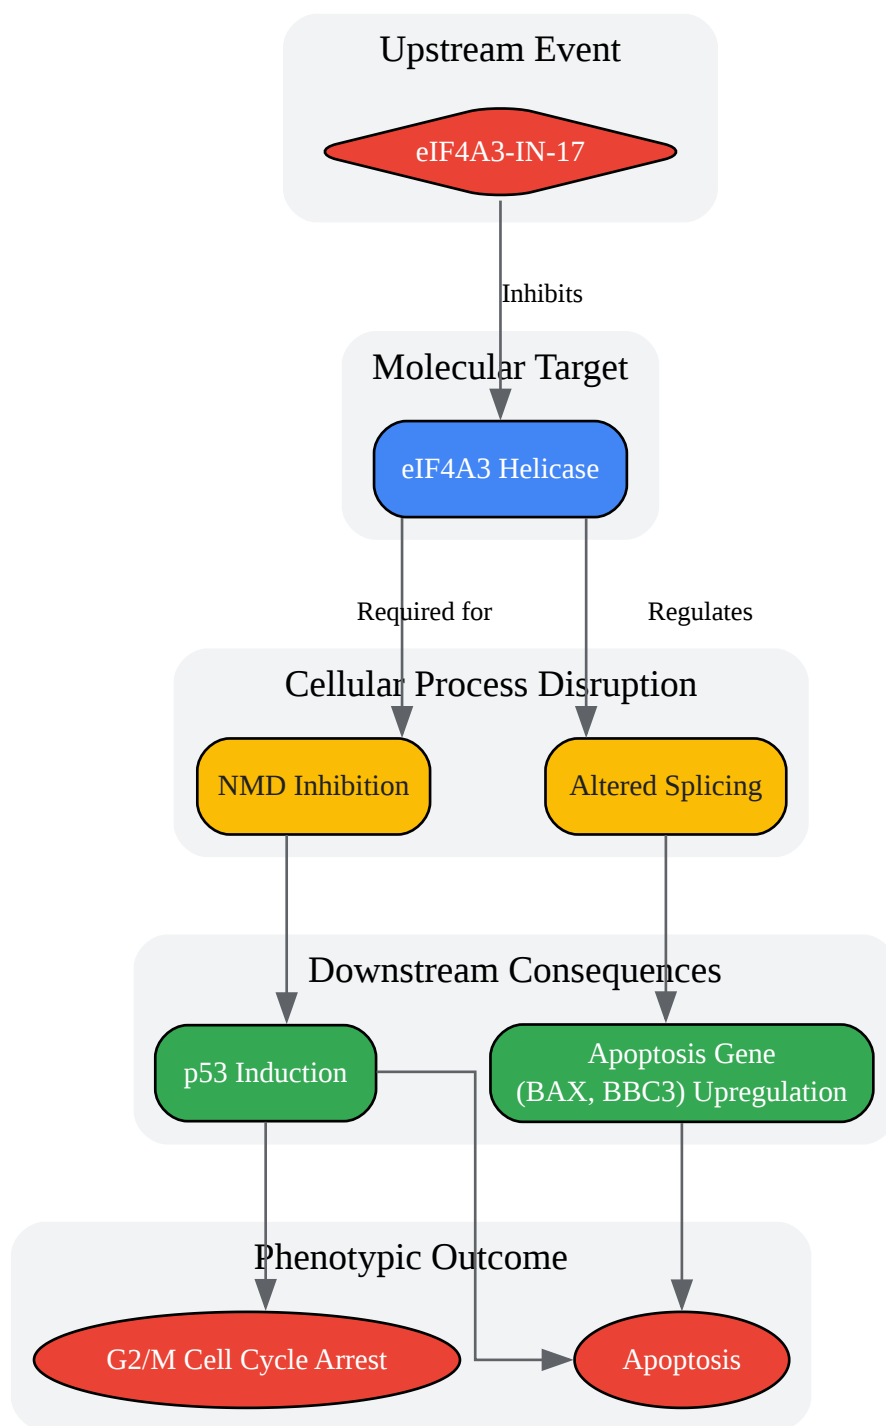 Upstream Event
eIF4A3-IN-17
Inhibits
Molecular Target
eIF4A3 Helicase
Required for
Regulates
Cellular Process Disruption
NMD Inhibition
Altered Splicing
Downstream Consequences
p53 Induction
Apoptosis Gene
(BAX, BBC3) Upregulation
Phenotypic Outcome
G2/M Cell Cycle Arrest
Apoptosis